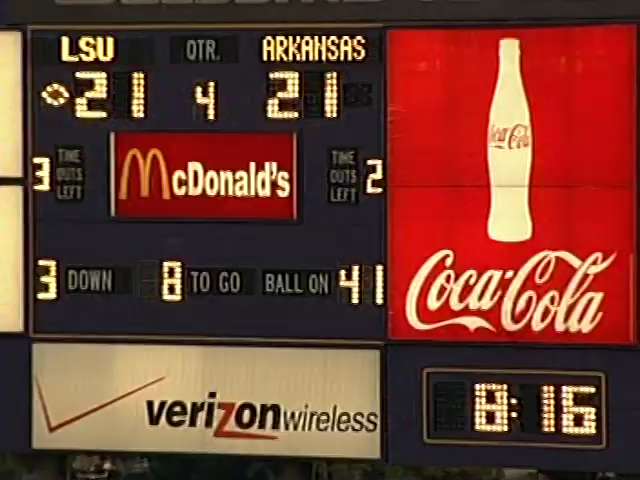 LSU QTR. ARKANSAS
21 4 21
3 TIME OUTS LEFT McDonald's TIME OUTS LEFT 2
Coca-Cola
3 DOWN 8 TO GO BALL ON 41
Coca-Cola
verizonwireless
8:16